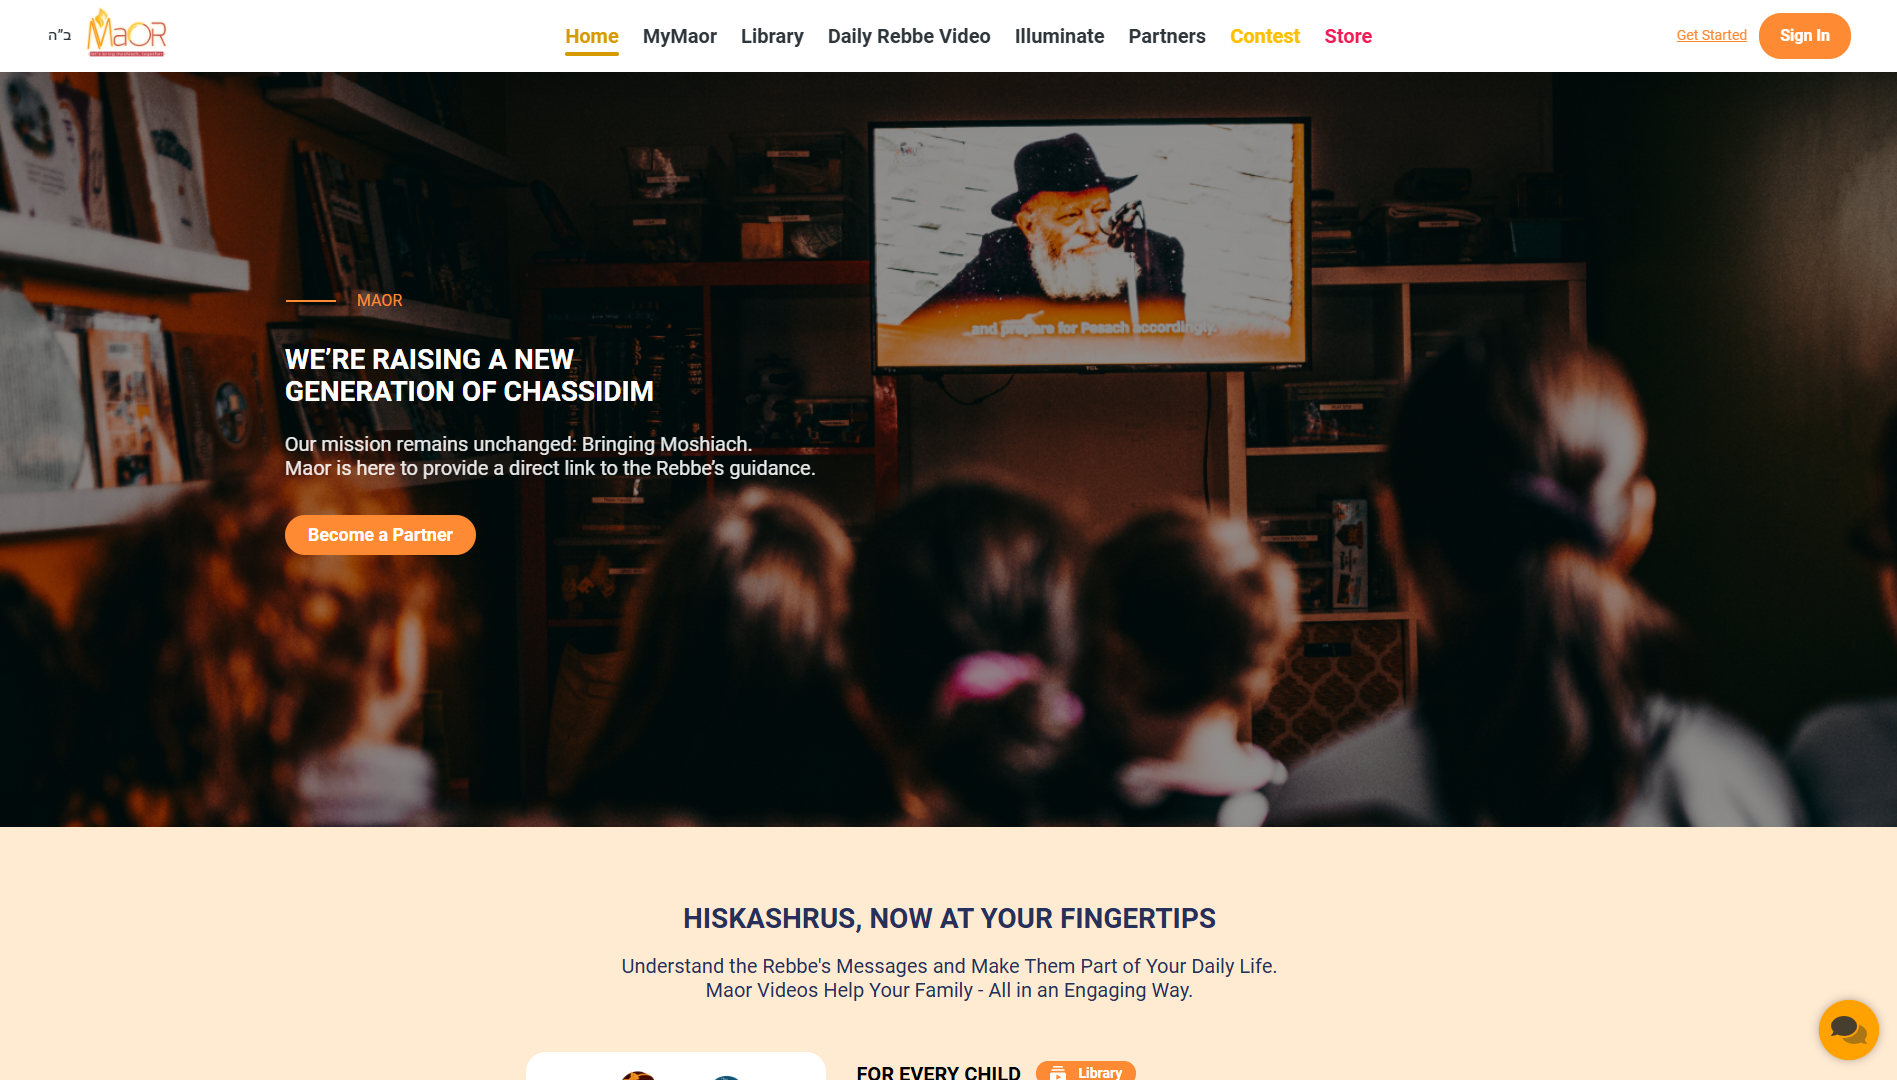 ב"ה
MaOR
Home
MyMaor
Library
Daily Rebbe Video
Illuminate
Partners
Contest
Store
Get Started
Sign In
and prepare for Pesach accordingly.
TCL
MAOR
WE’RE RAISING A NEW
GENERATION OF CHASSIDIM
Our mission remains unchanged: Bringing Moshiach.
Maor is here to provide a direct link to the Rebbe’s guidance.
Become a Partner
HISKASHRUS, NOW AT YOUR FINGERTIPS
Understand the Rebbe's Messages and Make Them Part of Your Daily Life.
Maor Videos Help Your Family - All in an Engaging Way.
FOR EVERY CHILD
Library